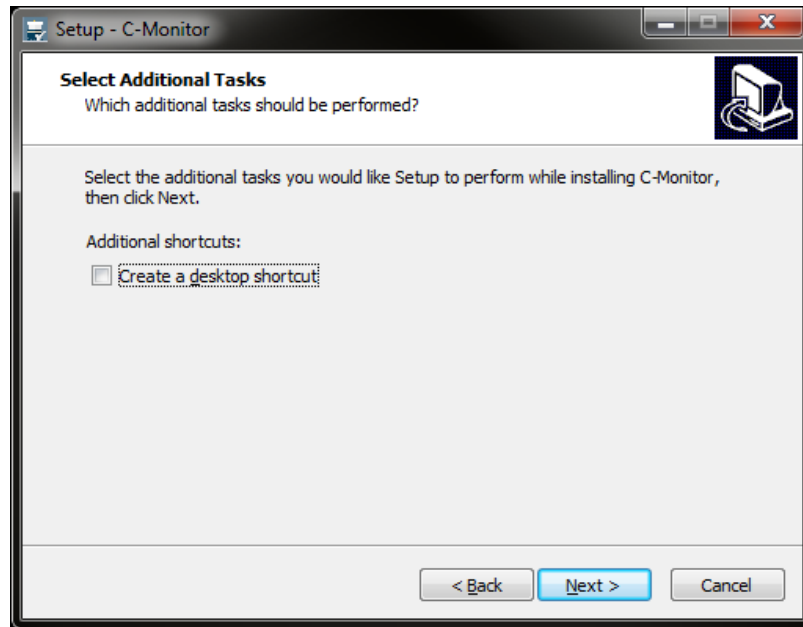 Setup - C-Monitor
Select Additional Tasks
Which additional tasks should be performed?
Select the additional tasks you would like Setup to perform while installing C-Monitor,
then click Next.
Additional shortcuts:
Create a desktop shortcut
< Back Next > Cancel